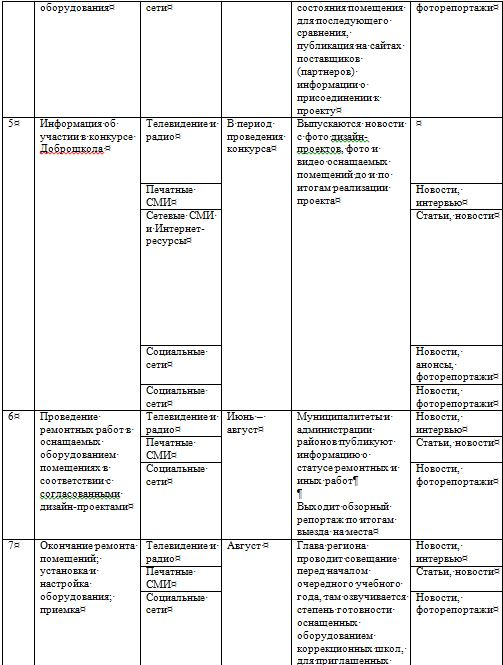 оборудования
сети
состояния помещения
для последующего
сравнения,
публикация на сайтах
поставщиков
(партнеров)
информации о
присоединении к
проекту
фоторепортажи
5
Информация об
участии в конкурсе
Доброшкола
Телевидение и
радио
В период
проведения
конкурса
Выпускаются новости
с фото дизайн-
проектов, фото и
видео оснащаемых
помещений до и по
итогам реализации
проекта
Печатные
СМИ
Новости,
интервью
Сетевые СМИ
и Интернет-
ресурсы
Статьи, новости
Социальные
сети
Новости,
анонсы,
фоторепортажи
Социальные
сети
Новости,
фоторепортажи
6
Проведение
ремонтных работ в
оснащаемых
оборудованием
помещениях в
соответствии с
согласованными
дизайн-проектами
Телевидение и
радио
Печатные
СМИ
Социальные
сети
Июнь –
август
Муниципалитеты и
администрации
районов публикуют
информацию о
статусе ремонтных и
иных работ¶
¶
Выходит обзорный
репортаж по итогам
выезда на места
Новости,
интервью
Статьи, новости
Новости,
фоторепортажи
7
Окончание ремонта
помещений;
установка и
настройка
оборудования;
приемка
Телевидение и
радио
Печатные
СМИ
Социальные
сети
Август
Глава региона
проводит совещание
перед началом
очередного учебного
года, там озвучивается
степень готовности
оснащенных
оборудованием
коррекционных школ,
для приглашенных
Новости,
интервью
Статьи, новости
Новости,
фоторепортажи